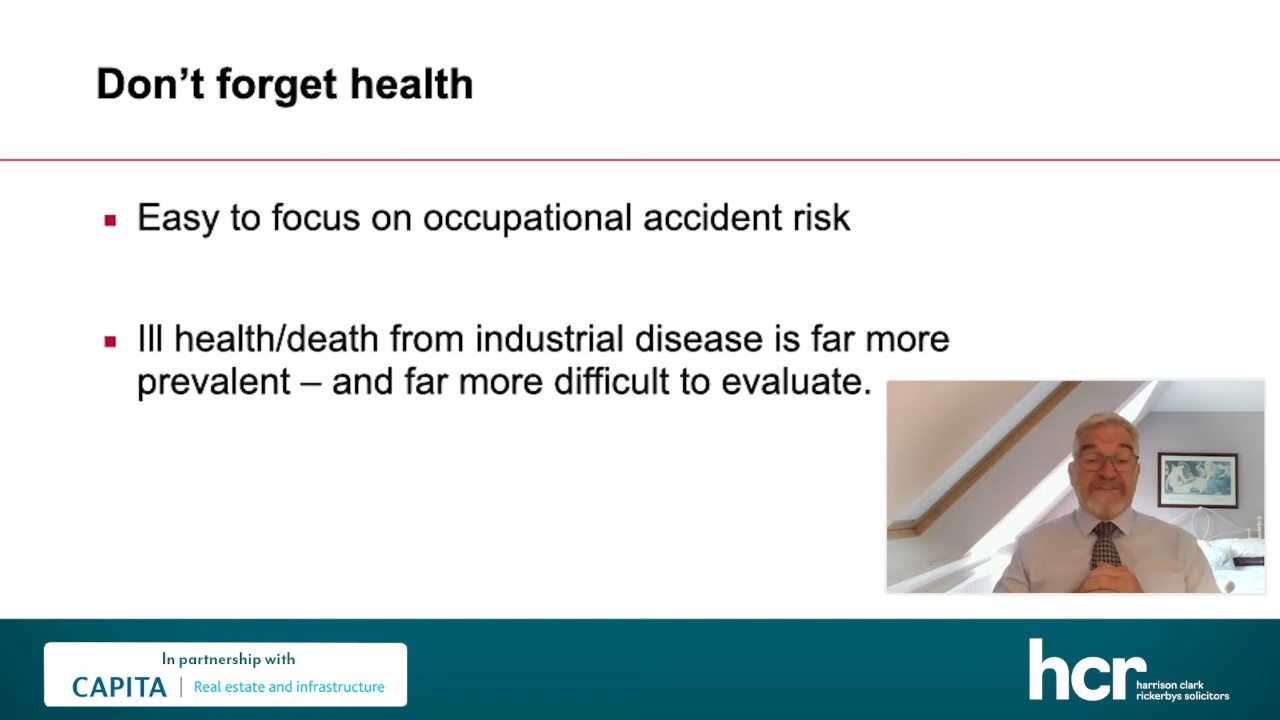 Don't forget health
Easy to focus on occupational accident risk
Ill health/death from industrial disease is far more
prevalent – and far more difficult to evaluate.
In partnership with
CAPITA | Real estate and infrastructure
hcr harrison clark
rickerbys solicitors